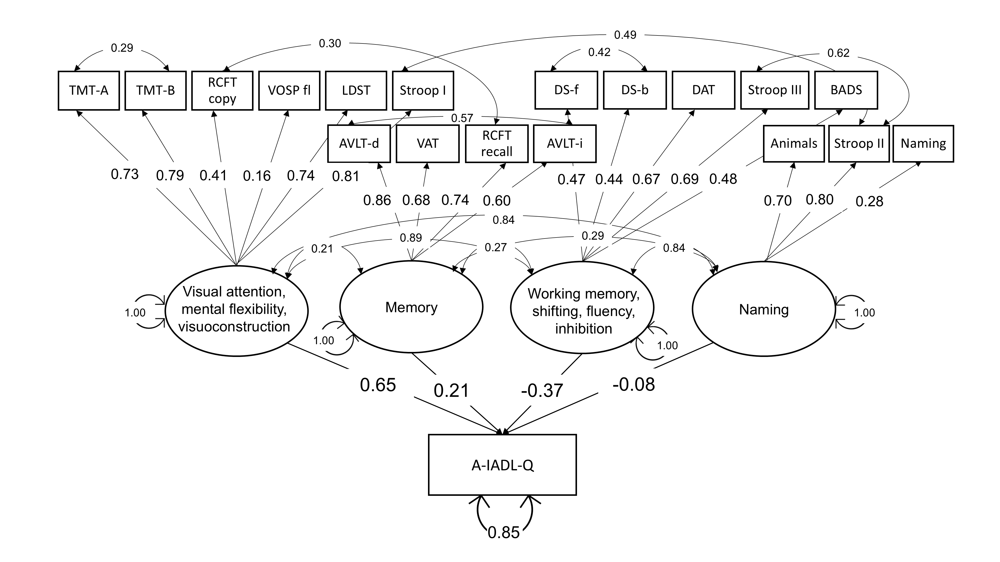 0.49
0.30
0.29
0.42
0.62
TMT-A
TMT-B
RCFT
copy
VOSP fl
LDST
Stroop I
DS-f
DS-b
DAT
Stroop III
BADS
0.57
AVLT-d
VAT
RCFT
recall
AVLT-i
Animals
Stroop II
Naming
0.73
0.79
0.41
0.16
0.74
0.81
0.47
0.44
0.67
0.69
0.48
0.86
0.68
0.74
0.60
0.70
0.80
0.28
0.84
0.89
0.29
0.21
0.27
0.84
Visual attention,
mental flexibility,
visuoconstruction
Memory
Working memory,
shifting, fluency,
inhibition
Naming
1.00
1.00
1.00
1.00
0.65
0.21
-0.37
-0.08
A-IADL-Q
0.85